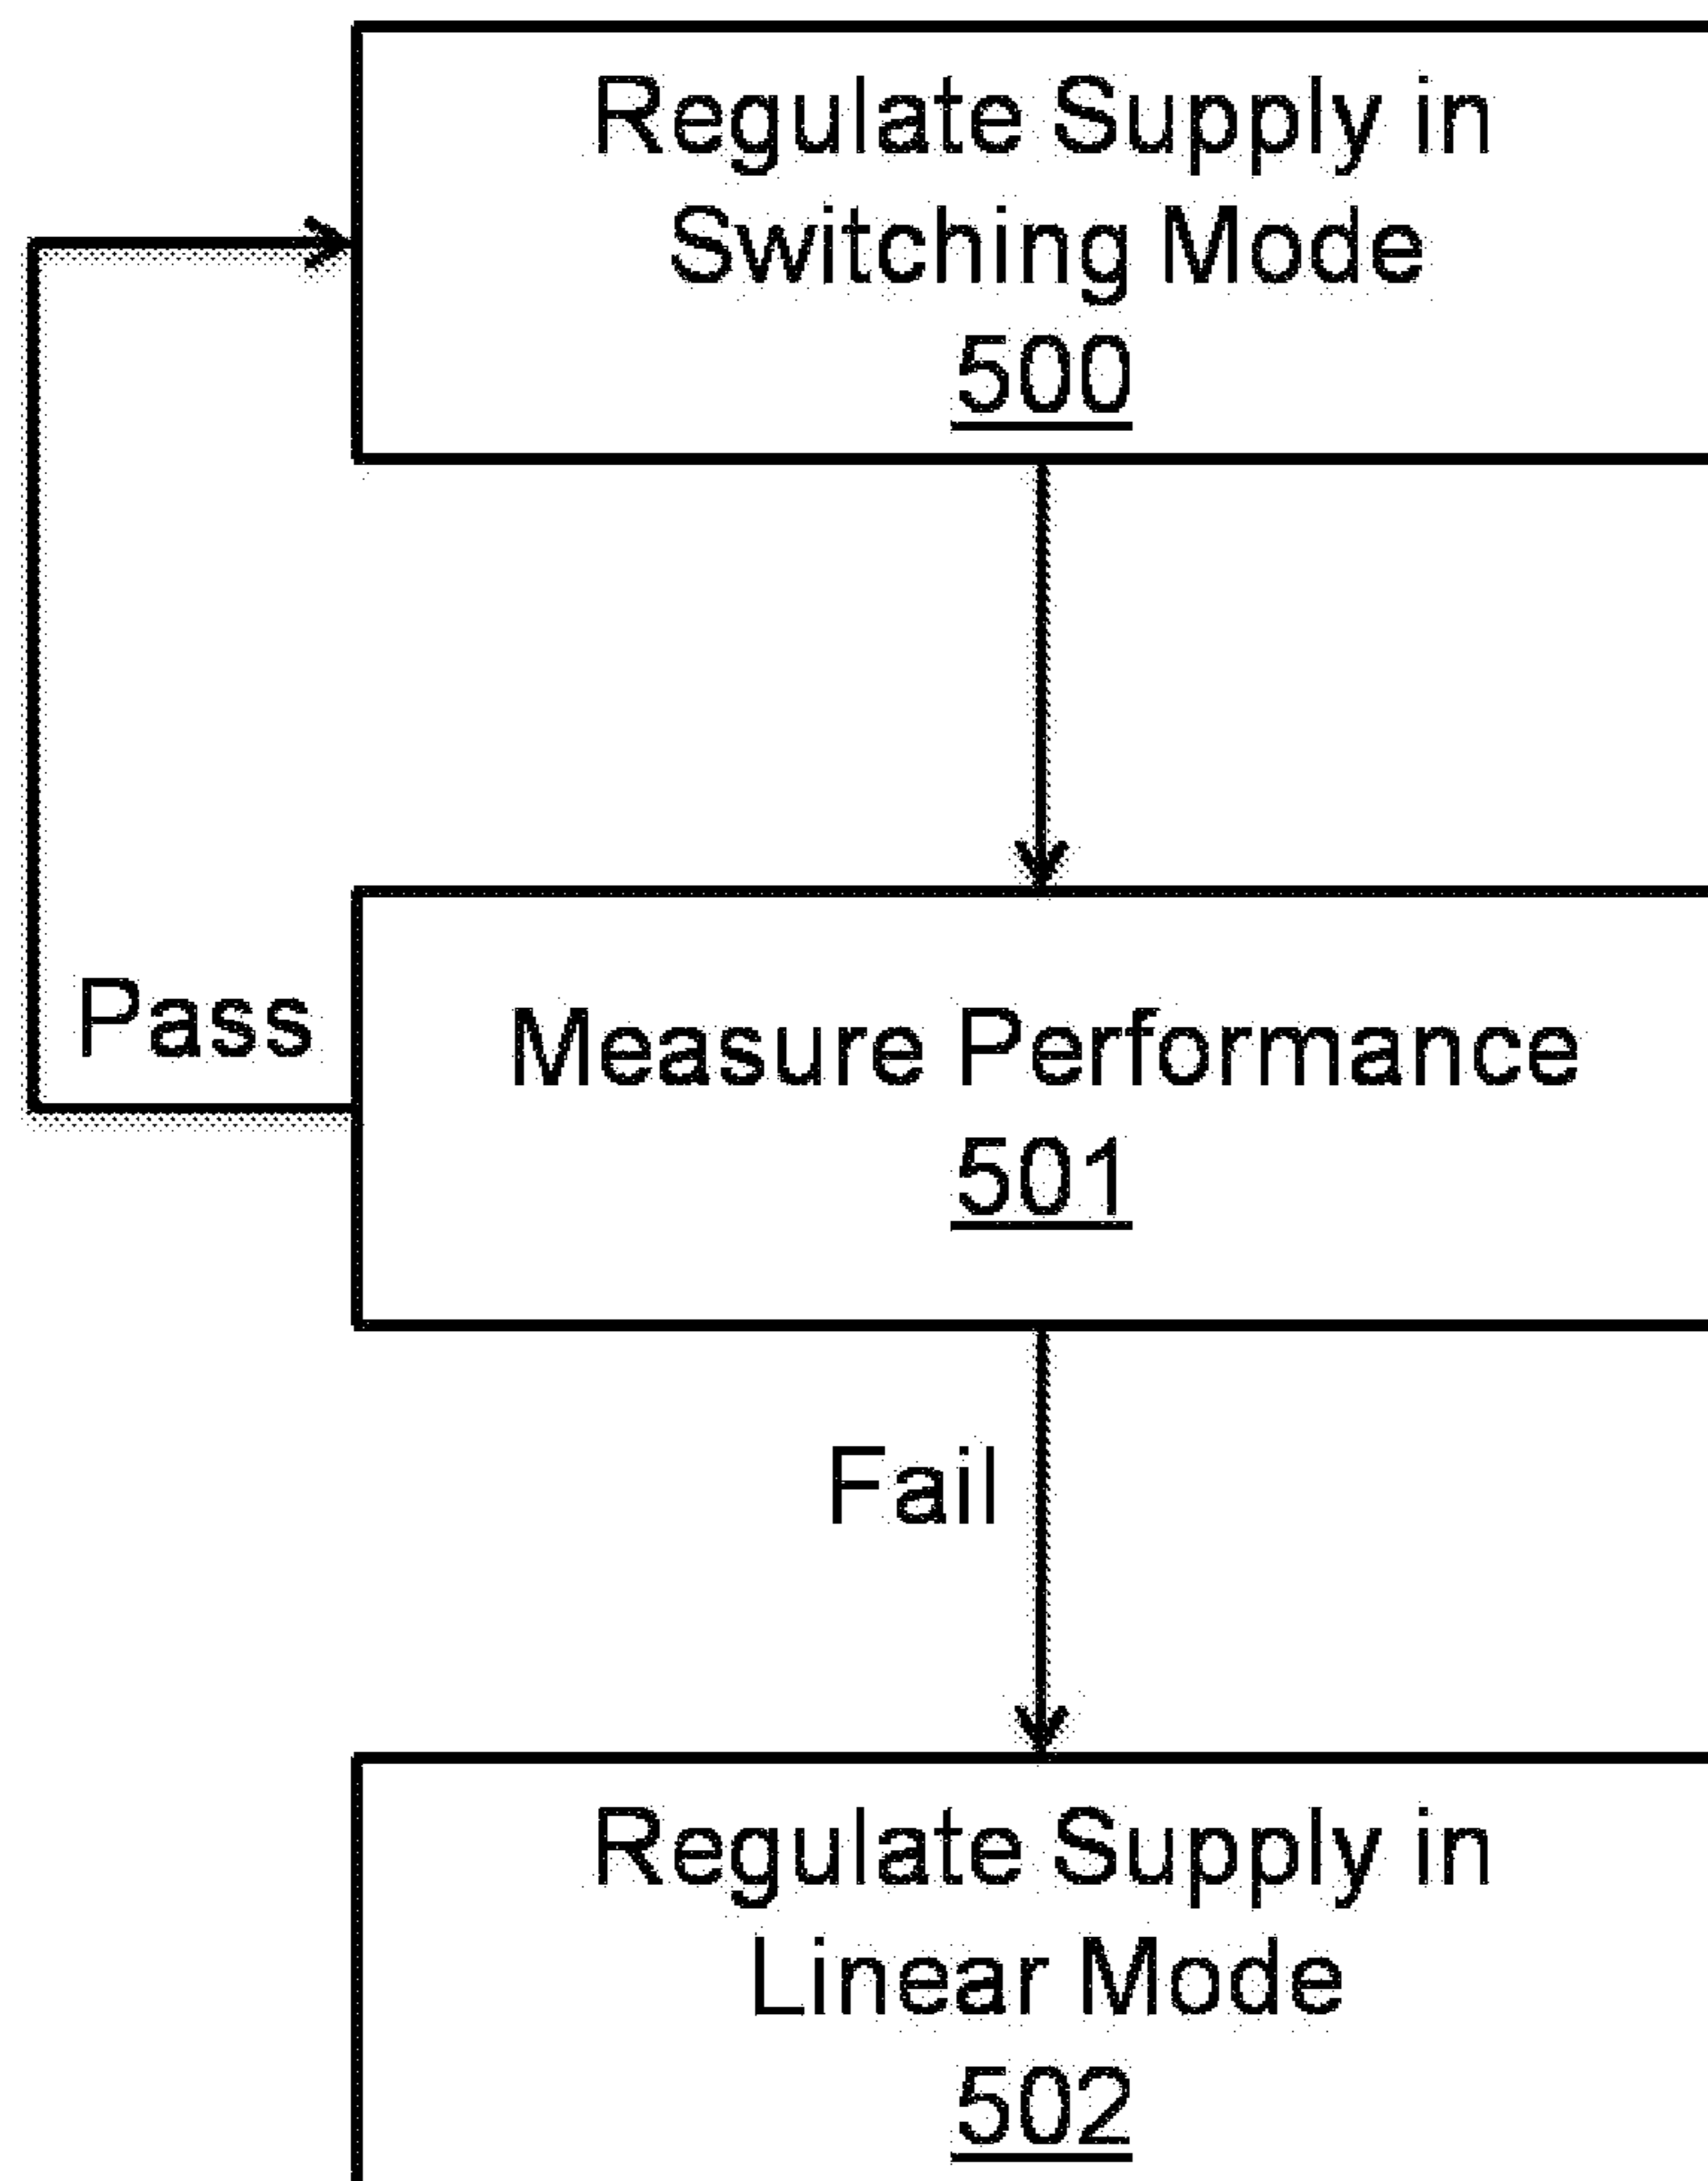 Regulate Supply in
Switching Mode
500
Pass
Measure Performance
501
Fail
Regulate Supply in
Linear Mode
502